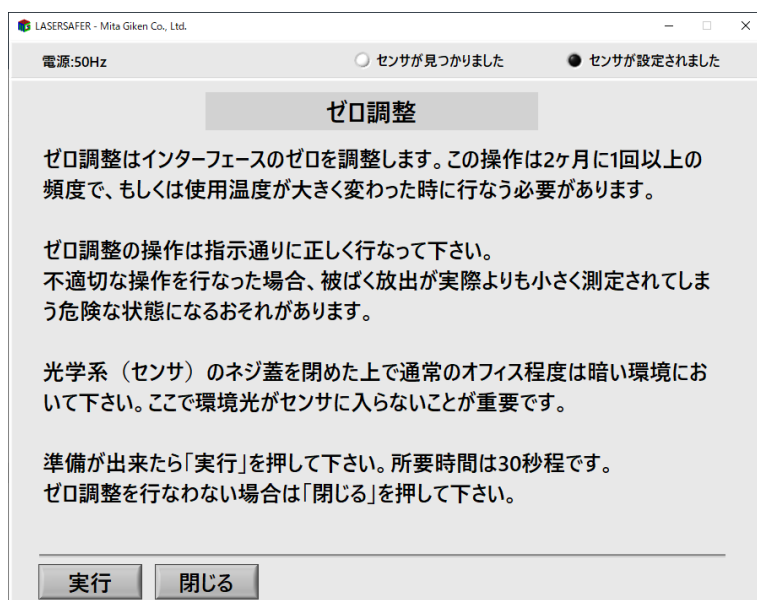 LASERSAFER - Mita Giken Co., Ltd.
電源:50Hz センサが見つかりました センサが設定されました
ゼロ調整
ゼロ調整はインターフェースのゼロを調整します。この操作は2ヶ月に1回以上の
頻度で、もしくは使用温度が大きく変わった時に行なう必要があります。
ゼロ調整の操作は指示通りに正しく行なって下さい。
不適切な操作を行なった場合、被ばく放出が実際よりも小さく測定されてしま
う危険な状態になるおそれがあります。
光学系（センサ）のネジ蓋を閉めた上で通常のオフィス程度は暗い環境にお
いて下さい。ここで環境光がセンサに入らないことが重要です。
準備が出来たら「実行」を押して下さい。所要時間は30秒程です。
ゼロ調整を行なわない場合は「閉じる」を押して下さい。
実行 閉じる